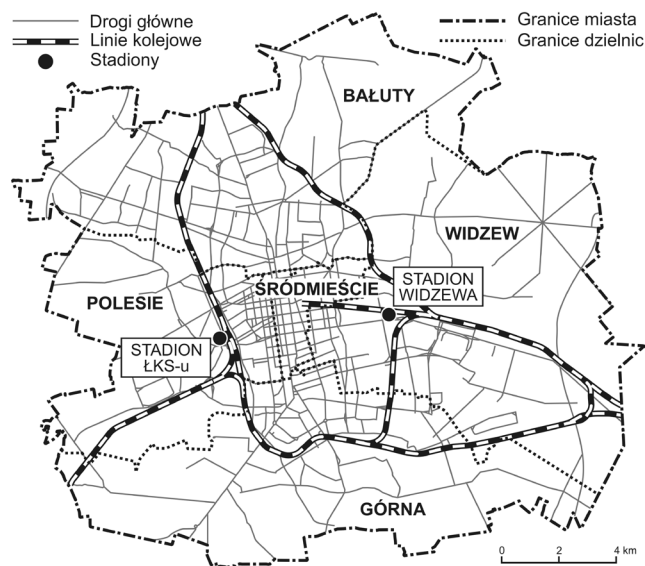 Drogi główne
Linie kolejowe
Stadiony
Granice miasta
Granice dzielnic
BAŁUTY
WIDZEW
ŚRÓDMIEŚCIE
STADION
WIDZEWA
POLESIE
STADION
ŁKS-u
GÓRNA
0 2 4 km